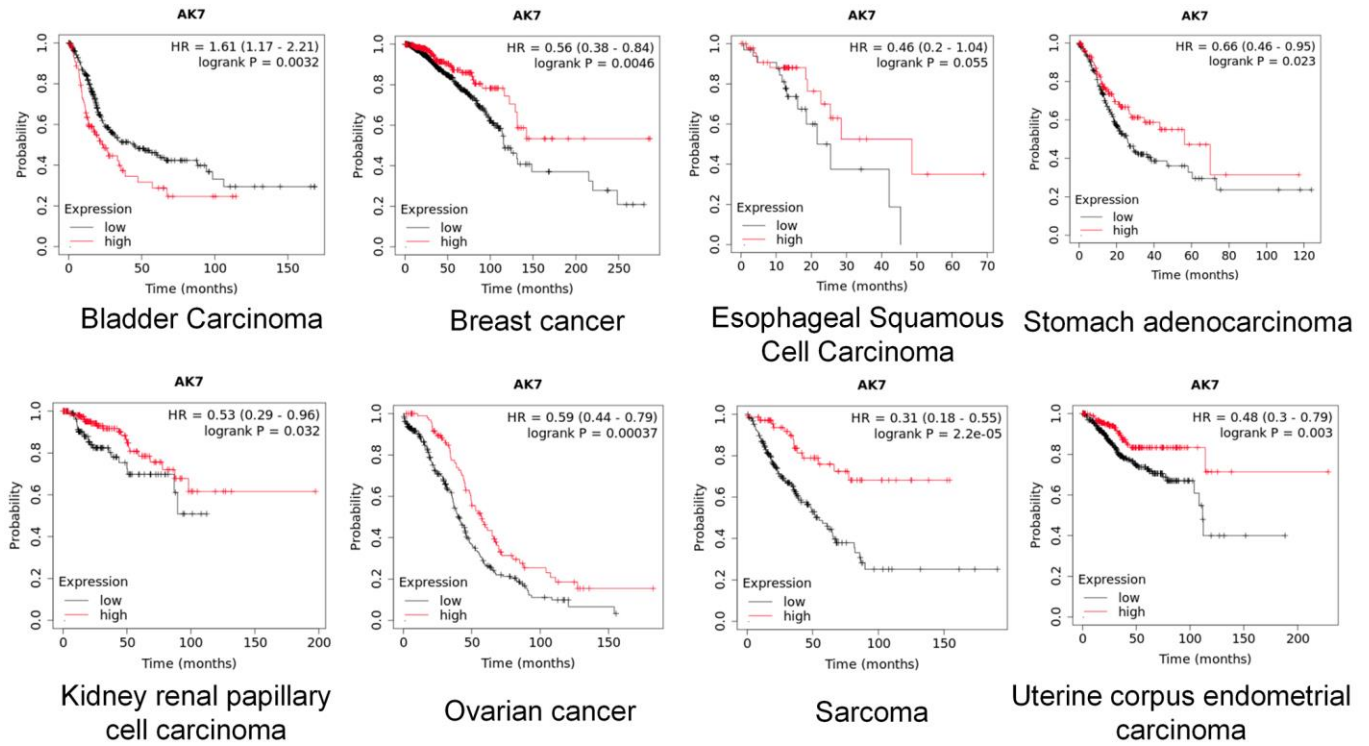 AK7
HR = 1.61 (1.17 - 2.21)
logrank P = 0.0032
Probability
1.0
0.8
0.6
0.4
0.2
0.0
Expression
low
high
0 50 100 150
Time (months)
Bladder Carcinoma
AK7
HR = 0.56 (0.38 - 0.84)
logrank P = 0.0046
Probability
1.0
0.8
0.6
0.4
0.2
0.0
Expression
low
high
0 50 100 150 200 250
Time (months)
Breast cancer
AK7
HR = 0.46 (0.2 - 1.04)
logrank P = 0.055
Probability
1.0
0.8
0.6
0.4
0.2
0.0
Expression
low
high
0 10 20 30 40 50 60 70
Time (months)
Esophageal Squamous
Cell Carcinoma
AK7
HR = 0.66 (0.46 - 0.95)
logrank P = 0.023
Probability
1.0
0.8
0.6
0.4
0.2
0.0
Expression
low
high
0 20 40 60 80 100 120
Time (months)
Stomach adenocarcinoma
AK7
HR = 0.53 (0.29 - 0.96)
logrank P = 0.032
Probability
1.0
0.8
0.6
0.4
0.2
0.0
Expression
low
high
0 50 100 150 200
Time (months)
Kidney renal papillary
cell carcinoma
AK7
HR = 0.59 (0.44 - 0.79)
logrank P = 0.00037
Probability
1.0
0.8
0.6
0.4
0.2
0.0
Expression
low
high
0 50 100 150
Time (months)
Ovarian cancer
AK7
HR = 0.31 (0.18 - 0.55)
logrank P = 2.2e-05
Probability
1.0
0.8
0.6
0.4
0.2
0.0
Expression
low
high
0 50 100 150
Time (months)
Sarcoma
AK7
HR = 0.48 (0.3 - 0.79)
logrank P = 0.003
Probability
1.0
0.8
0.6
0.4
0.2
0.0
Expression
low
high
0 50 100 150 200
Time (months)
Uterine corpus endometrial
carcinoma